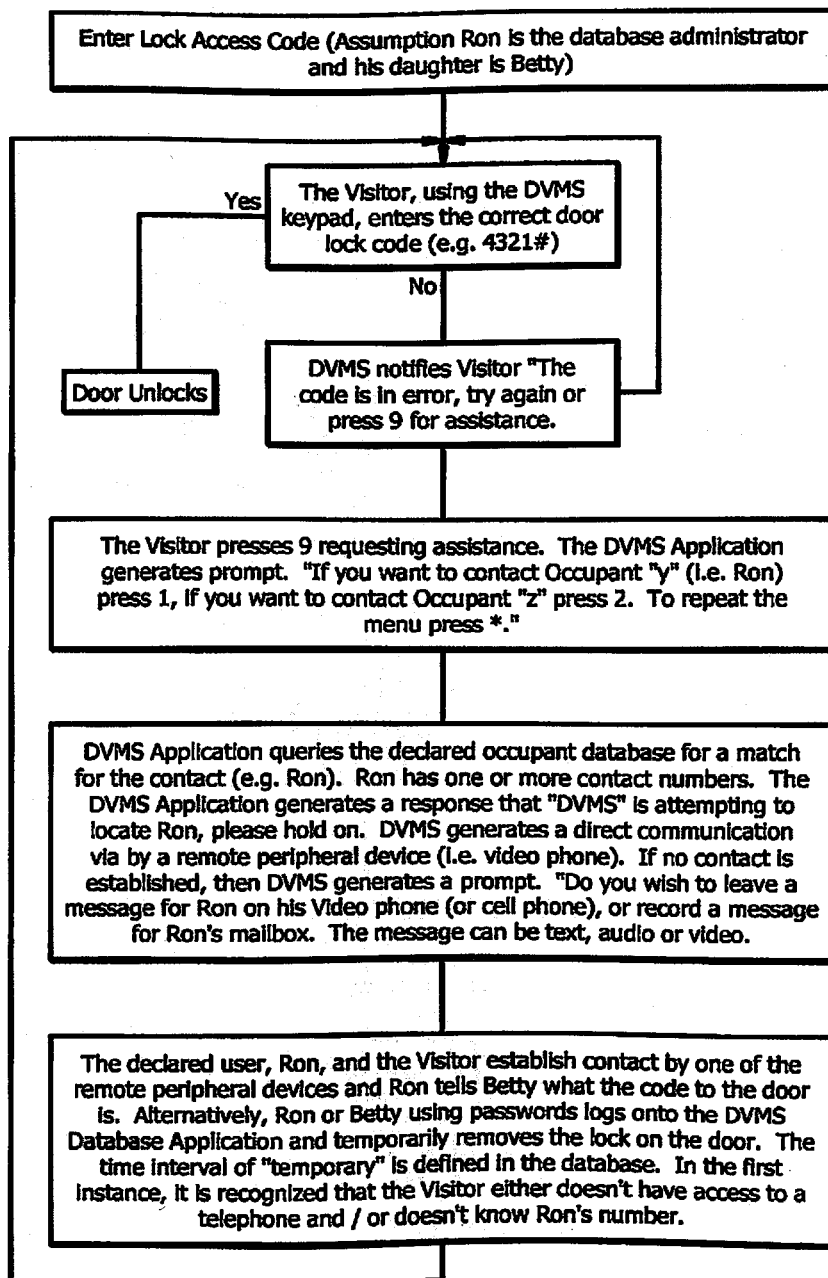 Enter Lock Access Code (Assumption Ron is the database administrator
and his daughter is Betty)
Yes
The Visitor, using the DVMS
keypad, enters the correct door
lock code (e.g. 4321#)
No
Door Unlocks
DVMS notifies Visitor "The
code is in error, try again or
press 9 for assistance.
The Visitor presses 9 requesting assistance. The DVMS Application
generates prompt. "If you want to contact Occupant "y" (i.e. Ron)
press 1, if you want to contact Occupant "z" press 2. To repeat the
menu press *."
DVMS Application queries the declared occupant database for a match
for the contact (e.g. Ron). Ron has one or more contact numbers. The
DVMS Application generates a response that "DVMS" is attempting to
locate Ron, please hold on. DVMS generates a direct communication
via by a remote peripheral device (i.e. video phone). If no contact is
established, then DVMS generates a prompt. "Do you wish to leave a
message for Ron on his Video phone (or cell phone), or record a message
for Ron's mailbox. The message can be text, audio or video.
The declared user, Ron, and the Visitor establish contact by one of the
remote peripheral devices and Ron tells Betty what the code to the door
is. Alternatively, Ron or Betty using passwords logs onto the DVMS
Database Application and temporarily removes the lock on the door. The
time interval of "temporary" is defined in the database. In the first
instance, it is recognized that the Visitor either doesn't have access to a
telephone and / or doesn't know Ron's number.